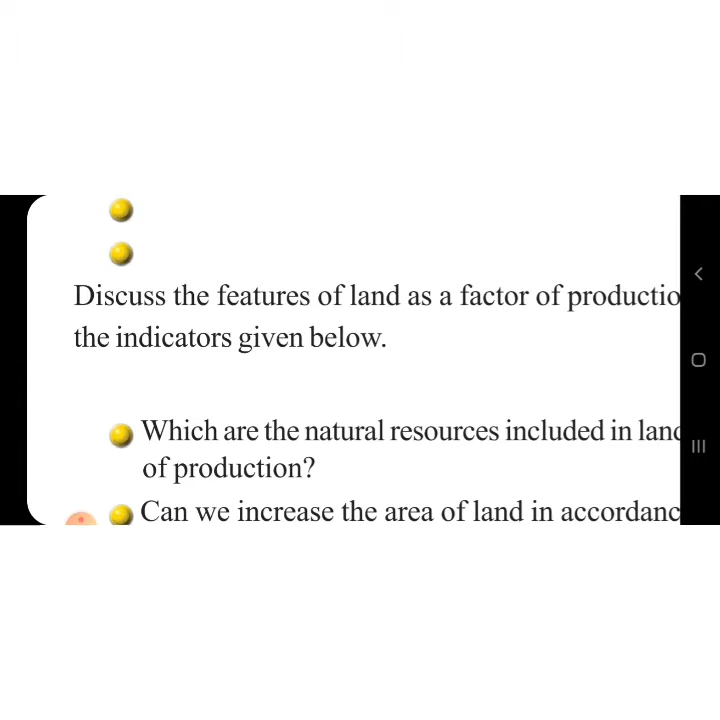 Discuss the features of land as a factor of productio
the indicators given below.
Which are the natural resources included in land
of production?
Can we increase the area of land in accordanc